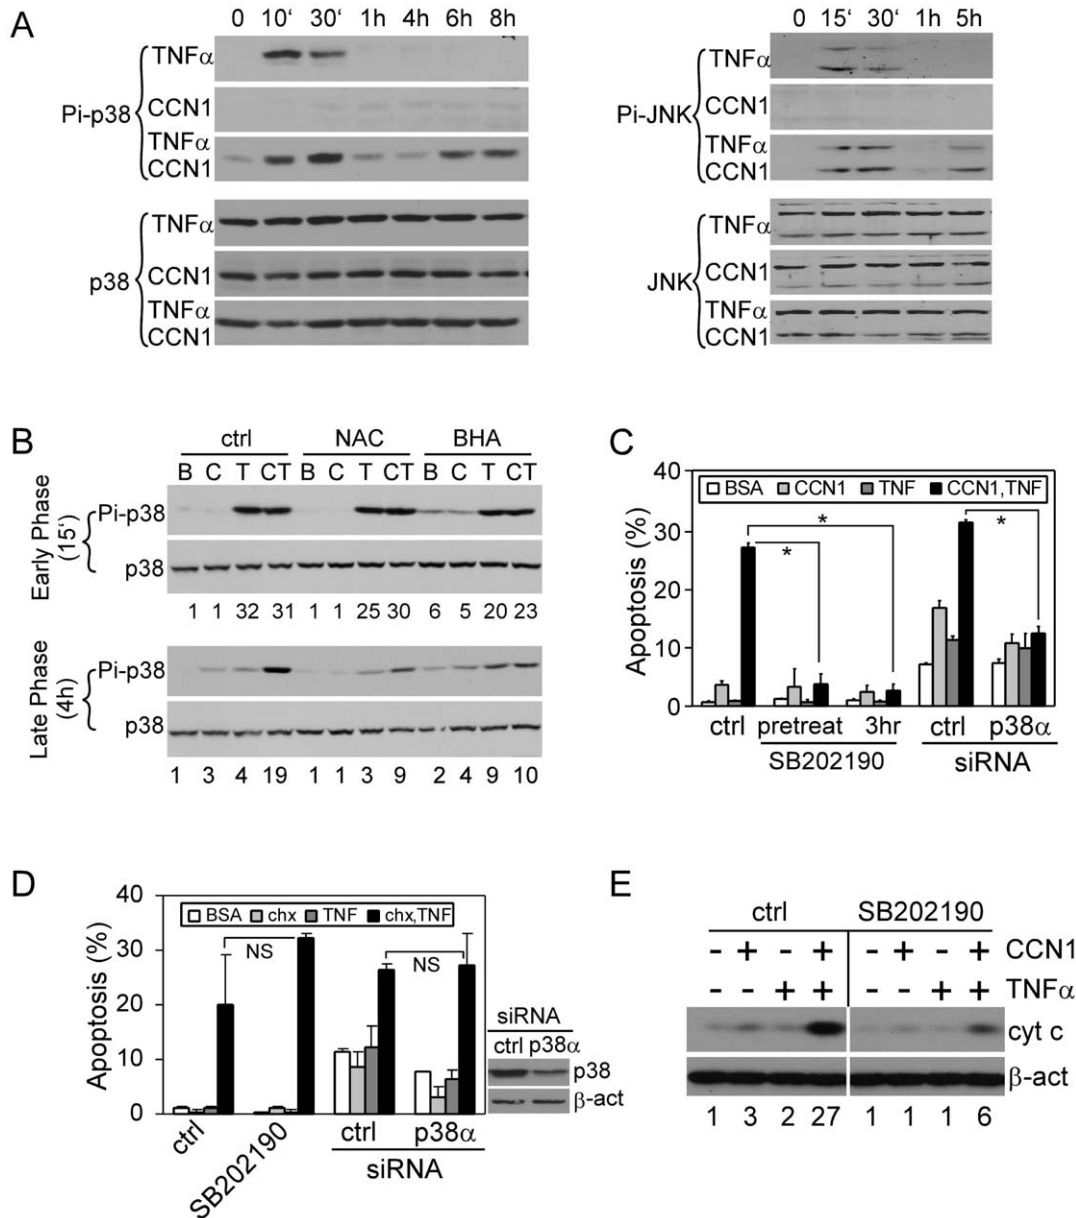 A
0 10‘ 30‘ 1h 4h 6h 8h
Pi-p38
TNFα
CCN1
TNFα
CCN1
p38
TNFα
CCN1
TNFα
CCN1
0 15‘ 30‘ 1h 5h
Pi-JNK
TNFα
CCN1
TNFα
CCN1
JNK
TNFα
CCN1
TNFα
CCN1
B
ctrl NAC BHA
B C T CT B C T CT B C T CT
Early Phase
(15‘)
Pi-p38
p38
1 1 32 31 1 1 25 30 6 5 20 23
Late Phase
(4h)
Pi-p38
p38
1 3 4 19 1 1 3 9 2 4 9 10
C
Apoptosis (%)
40
30
20
10
0
BSA CCN1 TNF CCN1,TNF
*
*
*
ctrl pretreat 3hr ctrl p38α
SB202190 siRNA
D
Apoptosis (%)
40
30
20
10
0
BSA chx TNF chx,TNF
NS
NS
ctrl SB202190 ctrl p38α
siRNA
siRNA
ctrl p38α
p38
β-act
E
ctrl SB202190
- + - + - + - + CCN1
- - + + - - + + TNFα
cyt c
β-act
1 3 2 27 1 1 1 6